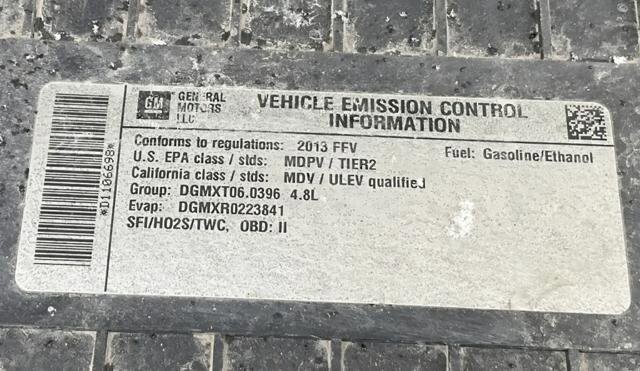 GM GENERAL MOTORS LLC
VEHICLE EMISSION CONTROL
INFORMATION
Conforms to regulations: 2013 FFV
Fuel: Gasoline/Ethanol
U.S. EPA class / stds: MDPV / TIER2
California class / stds: MDV / ULEV qualified
Group: DGMXT06.0396 4.8L
Evap: DGMXR0223841
SFI/HO2S/TWC, OBD: II
*D1106698*